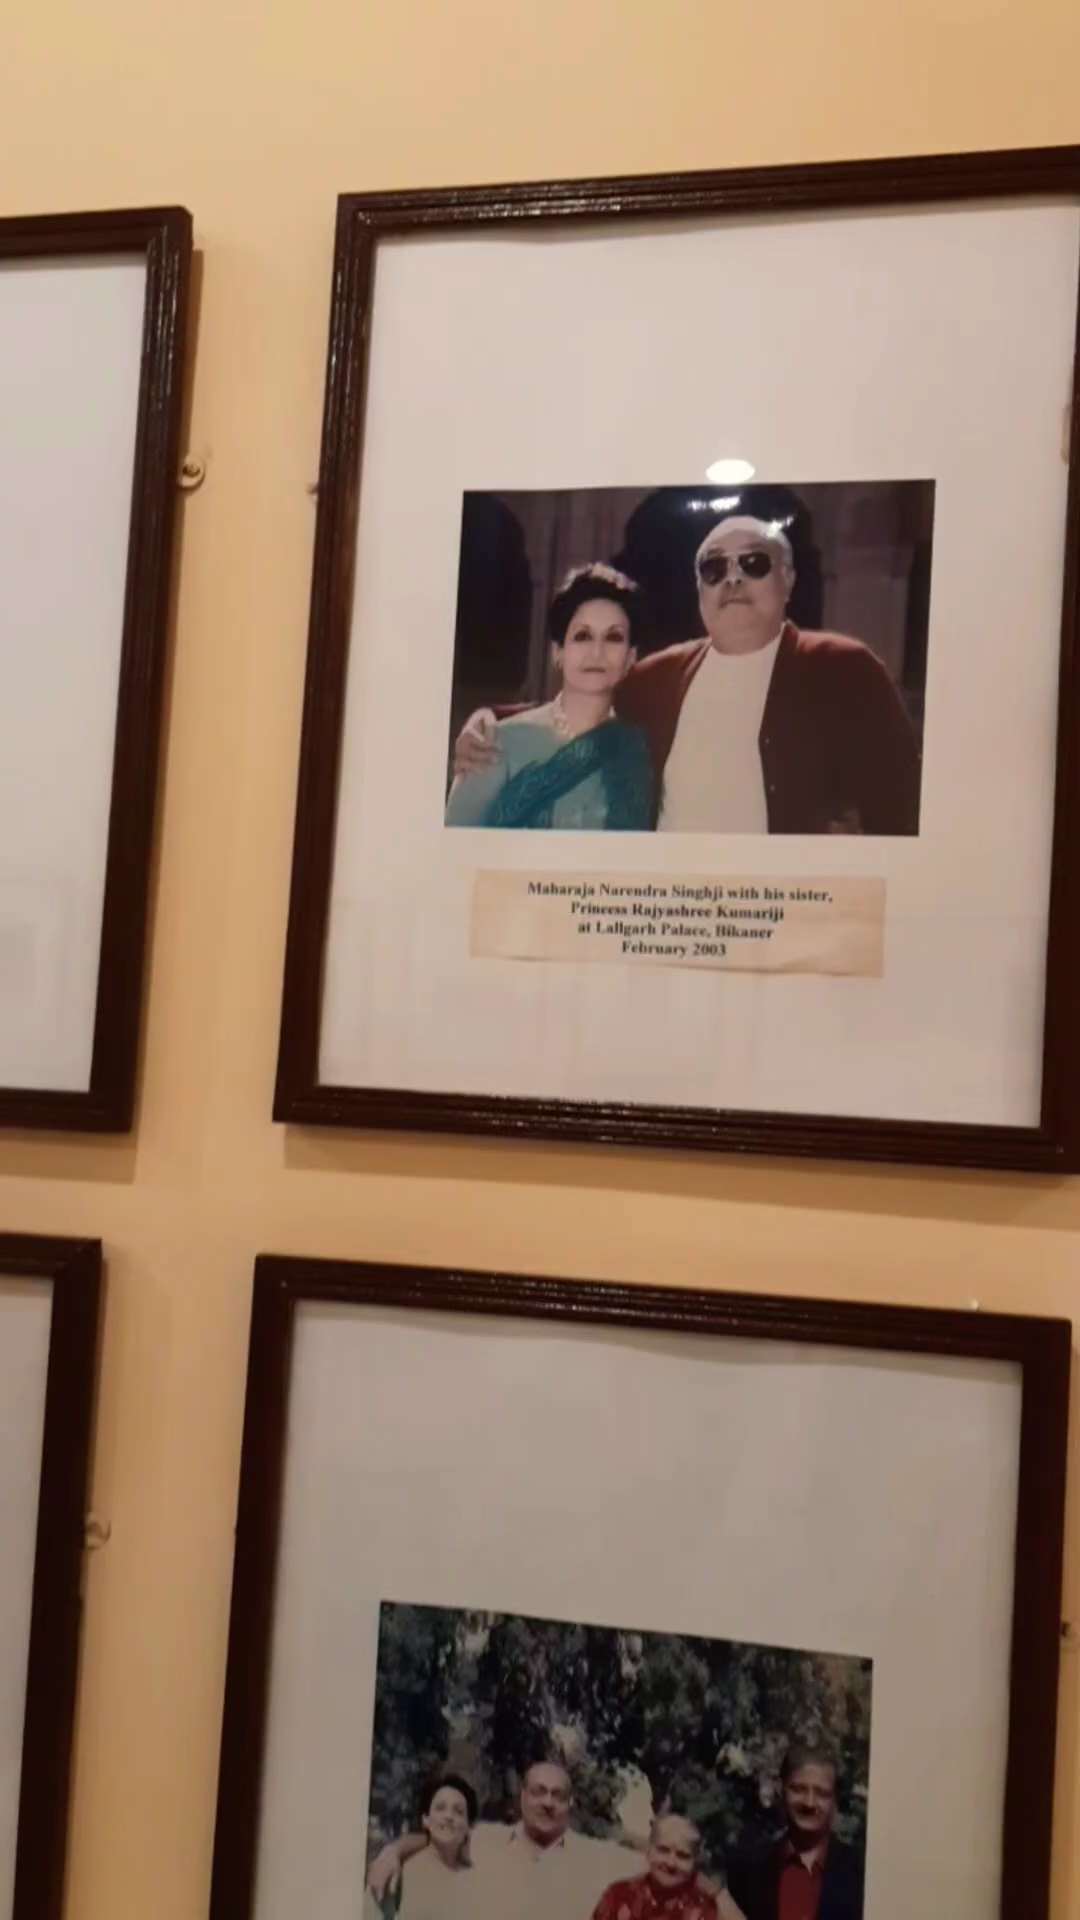 Maharaja Narendra Singhji with his sister,
Princess Rajyashree Kumariji
at Lallgarh Palace, Bikaner
February 2003